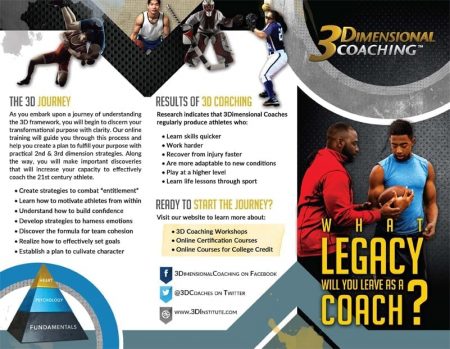 THE 3D JOURNEY
As you embark upon a journey of understanding
the 3D framework, you will begin to discern your
transformational purpose with clarity. Our online
training will guide you through this process and
help you create a plan to fulfill your purpose with
practical 2nd & 3rd dimension strategies. Along
the way, you will make important discoveries
that will increase your capacity to effectively
coach the 21st century athlete.
• Create strategies to combat "entitlement"
• Learn how to motivate athletes from within
• Understand how to build confidence
• Develop strategies to harness emotions
• Discover the formula for team cohesion
• Realize how to effectively set goals
• Establish a plan to cultivate character
HEART
PSYCHOLOGY
FUNDAMENTALS
RESULTS OF 3D COACHING
Research indicates that 3Dimensional Coaches
regularly produce athletes who:
• Learn skills quicker
• Work harder
• Recover from injury faster
• Are more adaptable to new conditions
• Play at a higher level
• Learn life lessons through sport
READY TO START THE JOURNEY?
Visit our website to learn more about:
• 3D Coaching Workshops
• Online Certification Courses
• Online Courses for College Credit
3DimensionalCoaching on Facebook
@3DCoaches on Twitter
www.3DInstitute.com
3Dimensional
COACHING™
WHAT
LEGACY
WILL YOU LEAVE AS A
COACH?